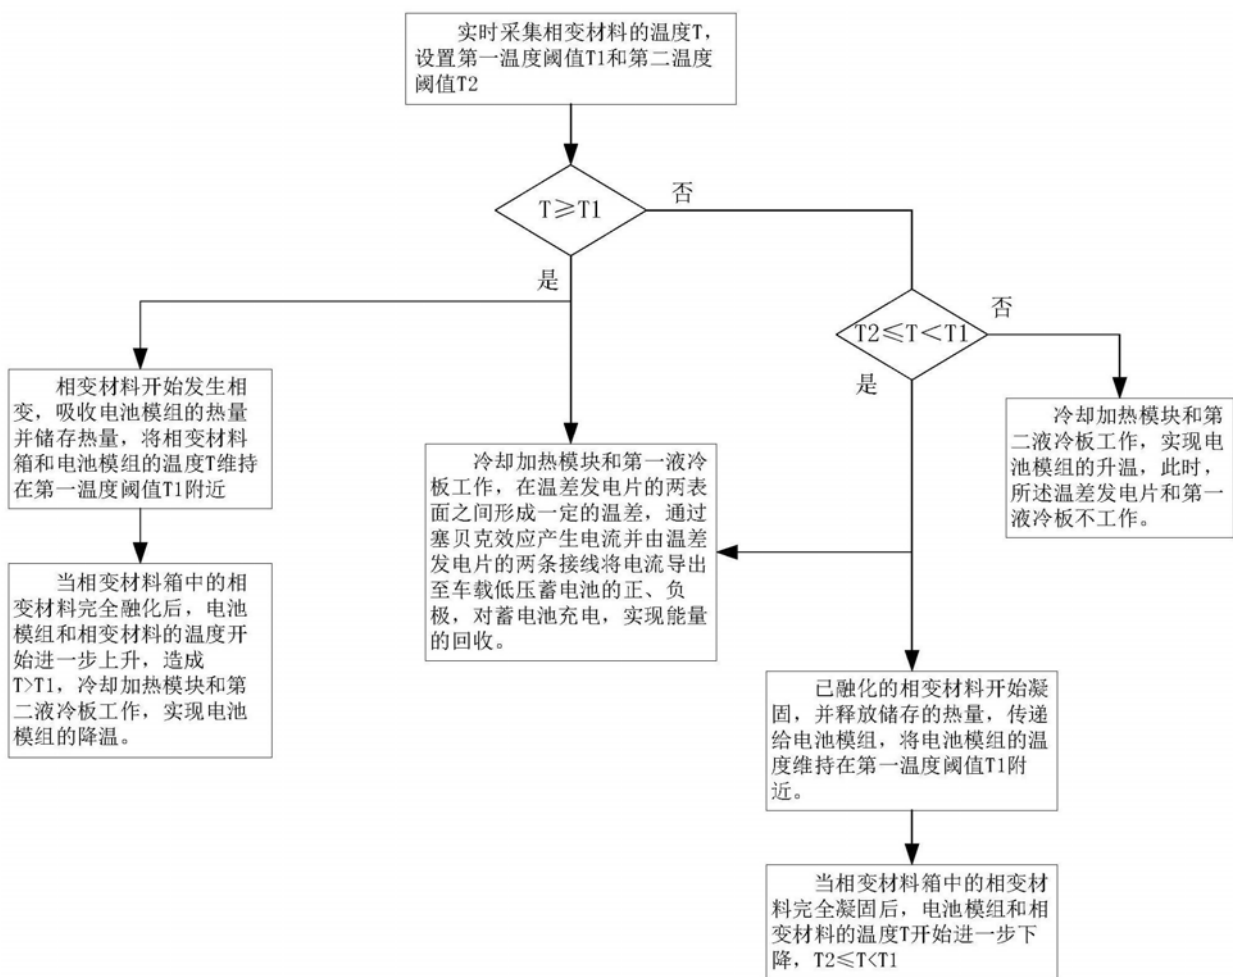 实时采集相变材料的温度T，
设置第一温度阈值T1和第二温度
阈值T2
T≥T1
否
是
T2≤T<T1
否
是
相变材料开始发生相
变，吸收电池模组的热量
并储存热量，将相变材料
箱和电池模组的温度T维持
在第一温度阈值T1附近
冷却加热模块和第
二液冷板工作，实现电
池模组的升温，此时，
所述温差发电片和第一
液冷板不工作。
冷却加热模块和第一液冷
板工作，在温差发电片的两表
面之间形成一定的温差，通过
塞贝克效应产生电流并由温差
发电片的两条接线将电流导出
至车载低压蓄电池的正、负
极，对蓄电池充电，实现能量
的回收。
当相变材料箱中的相
变材料完全融化后，电池
模组和相变材料的温度开
始进一步上升，造成
T>T1，冷却加热模块和第
二液冷板工作，实现电池
模组的降温。
已融化的相变材料开始凝
固，并释放储存的热量，传递
给电池模组，将电池模组的温
度维持在第一温度阈值T1附
近。
当相变材料箱中的相变材
料完全凝固后，电池模组和相
变材料的温度T开始进一步下
降，T2≤T<T1